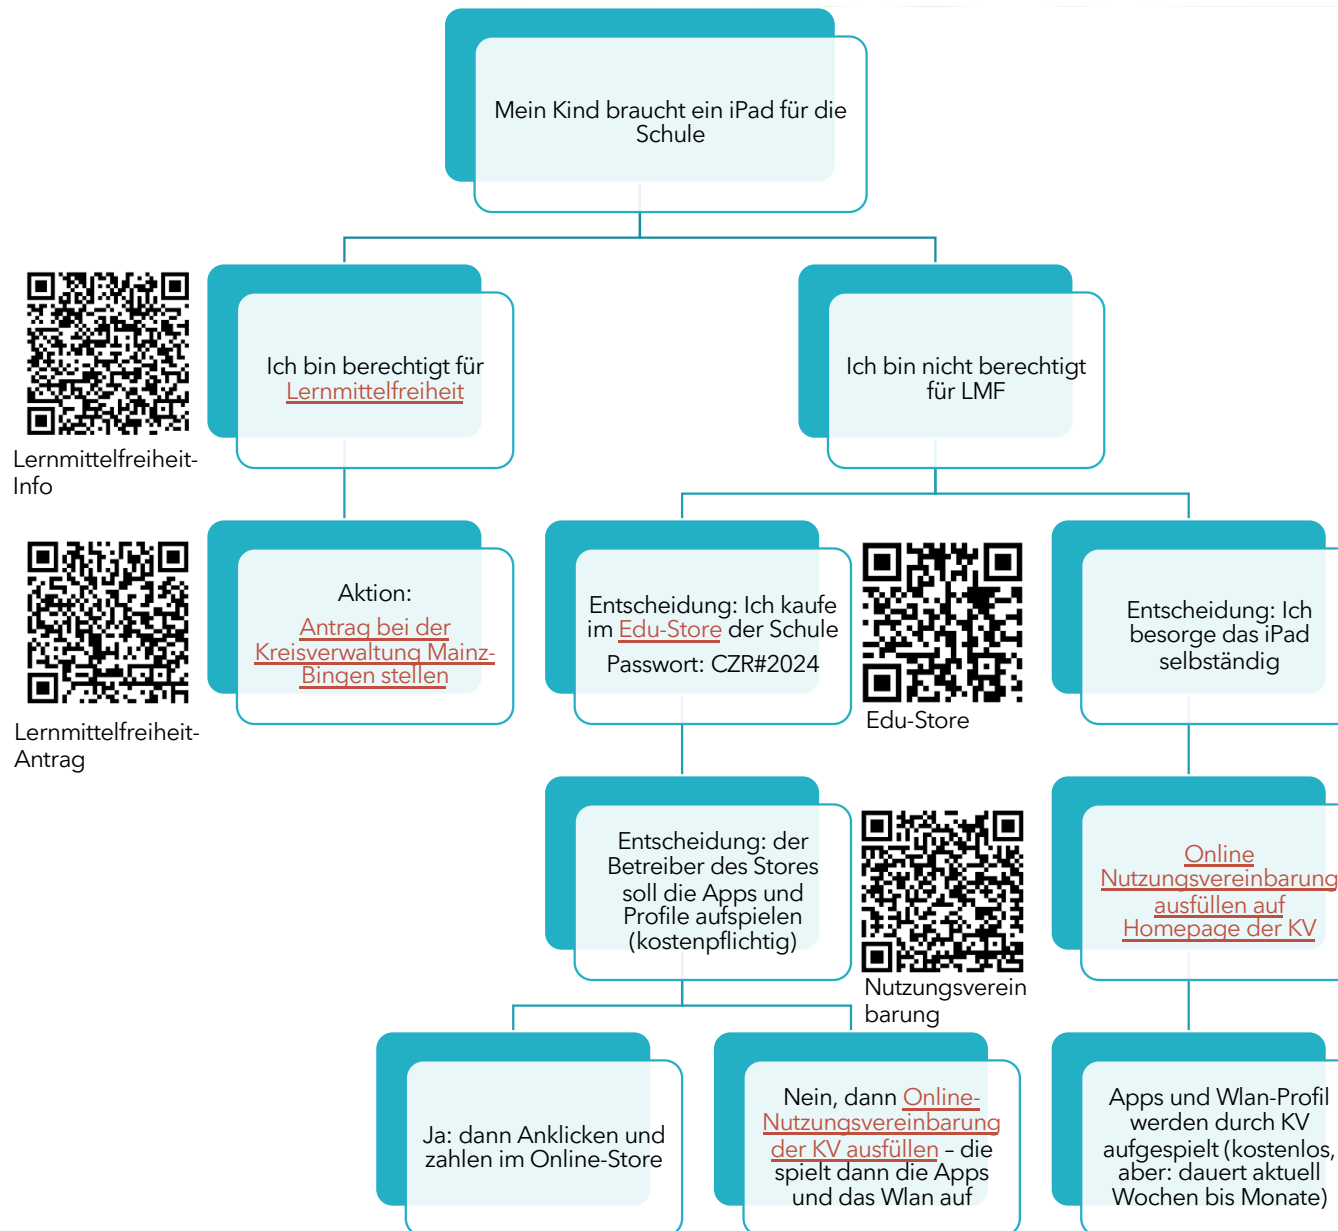 Mein Kind braucht ein iPad für die
Schule
Ich bin berechtigt für
Lernmittelfreiheit
Ich bin nicht berechtigt
für LMF
Lernmittelfreiheit-
Info
Aktion:
Antrag bei der
Kreisverwaltung Mainz-
Bingen stellen
Lernmittelfreiheit-
Antrag
Entscheidung: Ich kaufe
im Edu-Store der Schule
Passwort: CZR#2024
Edu-Store
Entscheidung: Ich
besorge das iPad
selbständig
Entscheidung: der
Betreiber des Stores
soll die Apps und
Profile aufspielen
(kostenpflichtig)
Nutzungsverein
barung
Online
Nutzungsvereinbarung
ausfüllen auf
Homepage der KV
Ja: dann Anklicken und
zahlen im Online-Store
Nein, dann Online-
Nutzungsvereinbarung
der KV ausfüllen – die
spielt dann die Apps
und das Wlan auf
Apps und Wlan-Profil
werden durch KV
aufgespielt (kostenlos,
aber: dauert aktuell
Wochen bis Monate)